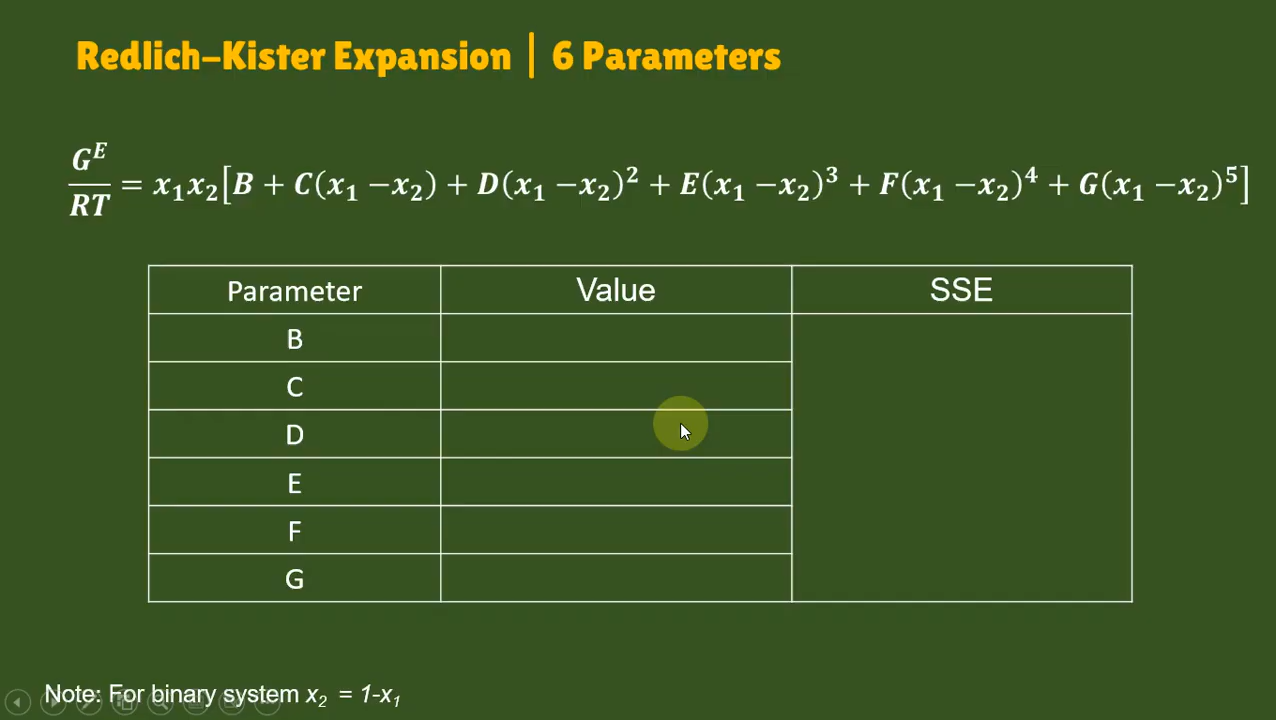 Redlich–Kister Expansion | 6 Parameters
G^E/RT = x₁x₂[B + C(x₁ −x₂) + D(x₁ −x₂)² + E(x₁ −x₂)³ + F(x₁ −x₂)⁴ + G(x₁ −x₂)⁵]
Parameter Value SSE
B
C
D
E
F
G
Note: For binary system x₂ = 1-x₁